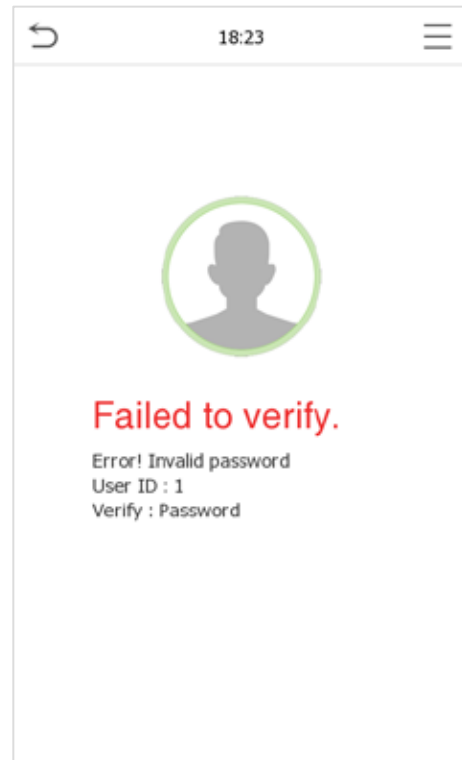 18:23
Failed to verify.
Error! Invalid password
User ID : 1
Verify : Password